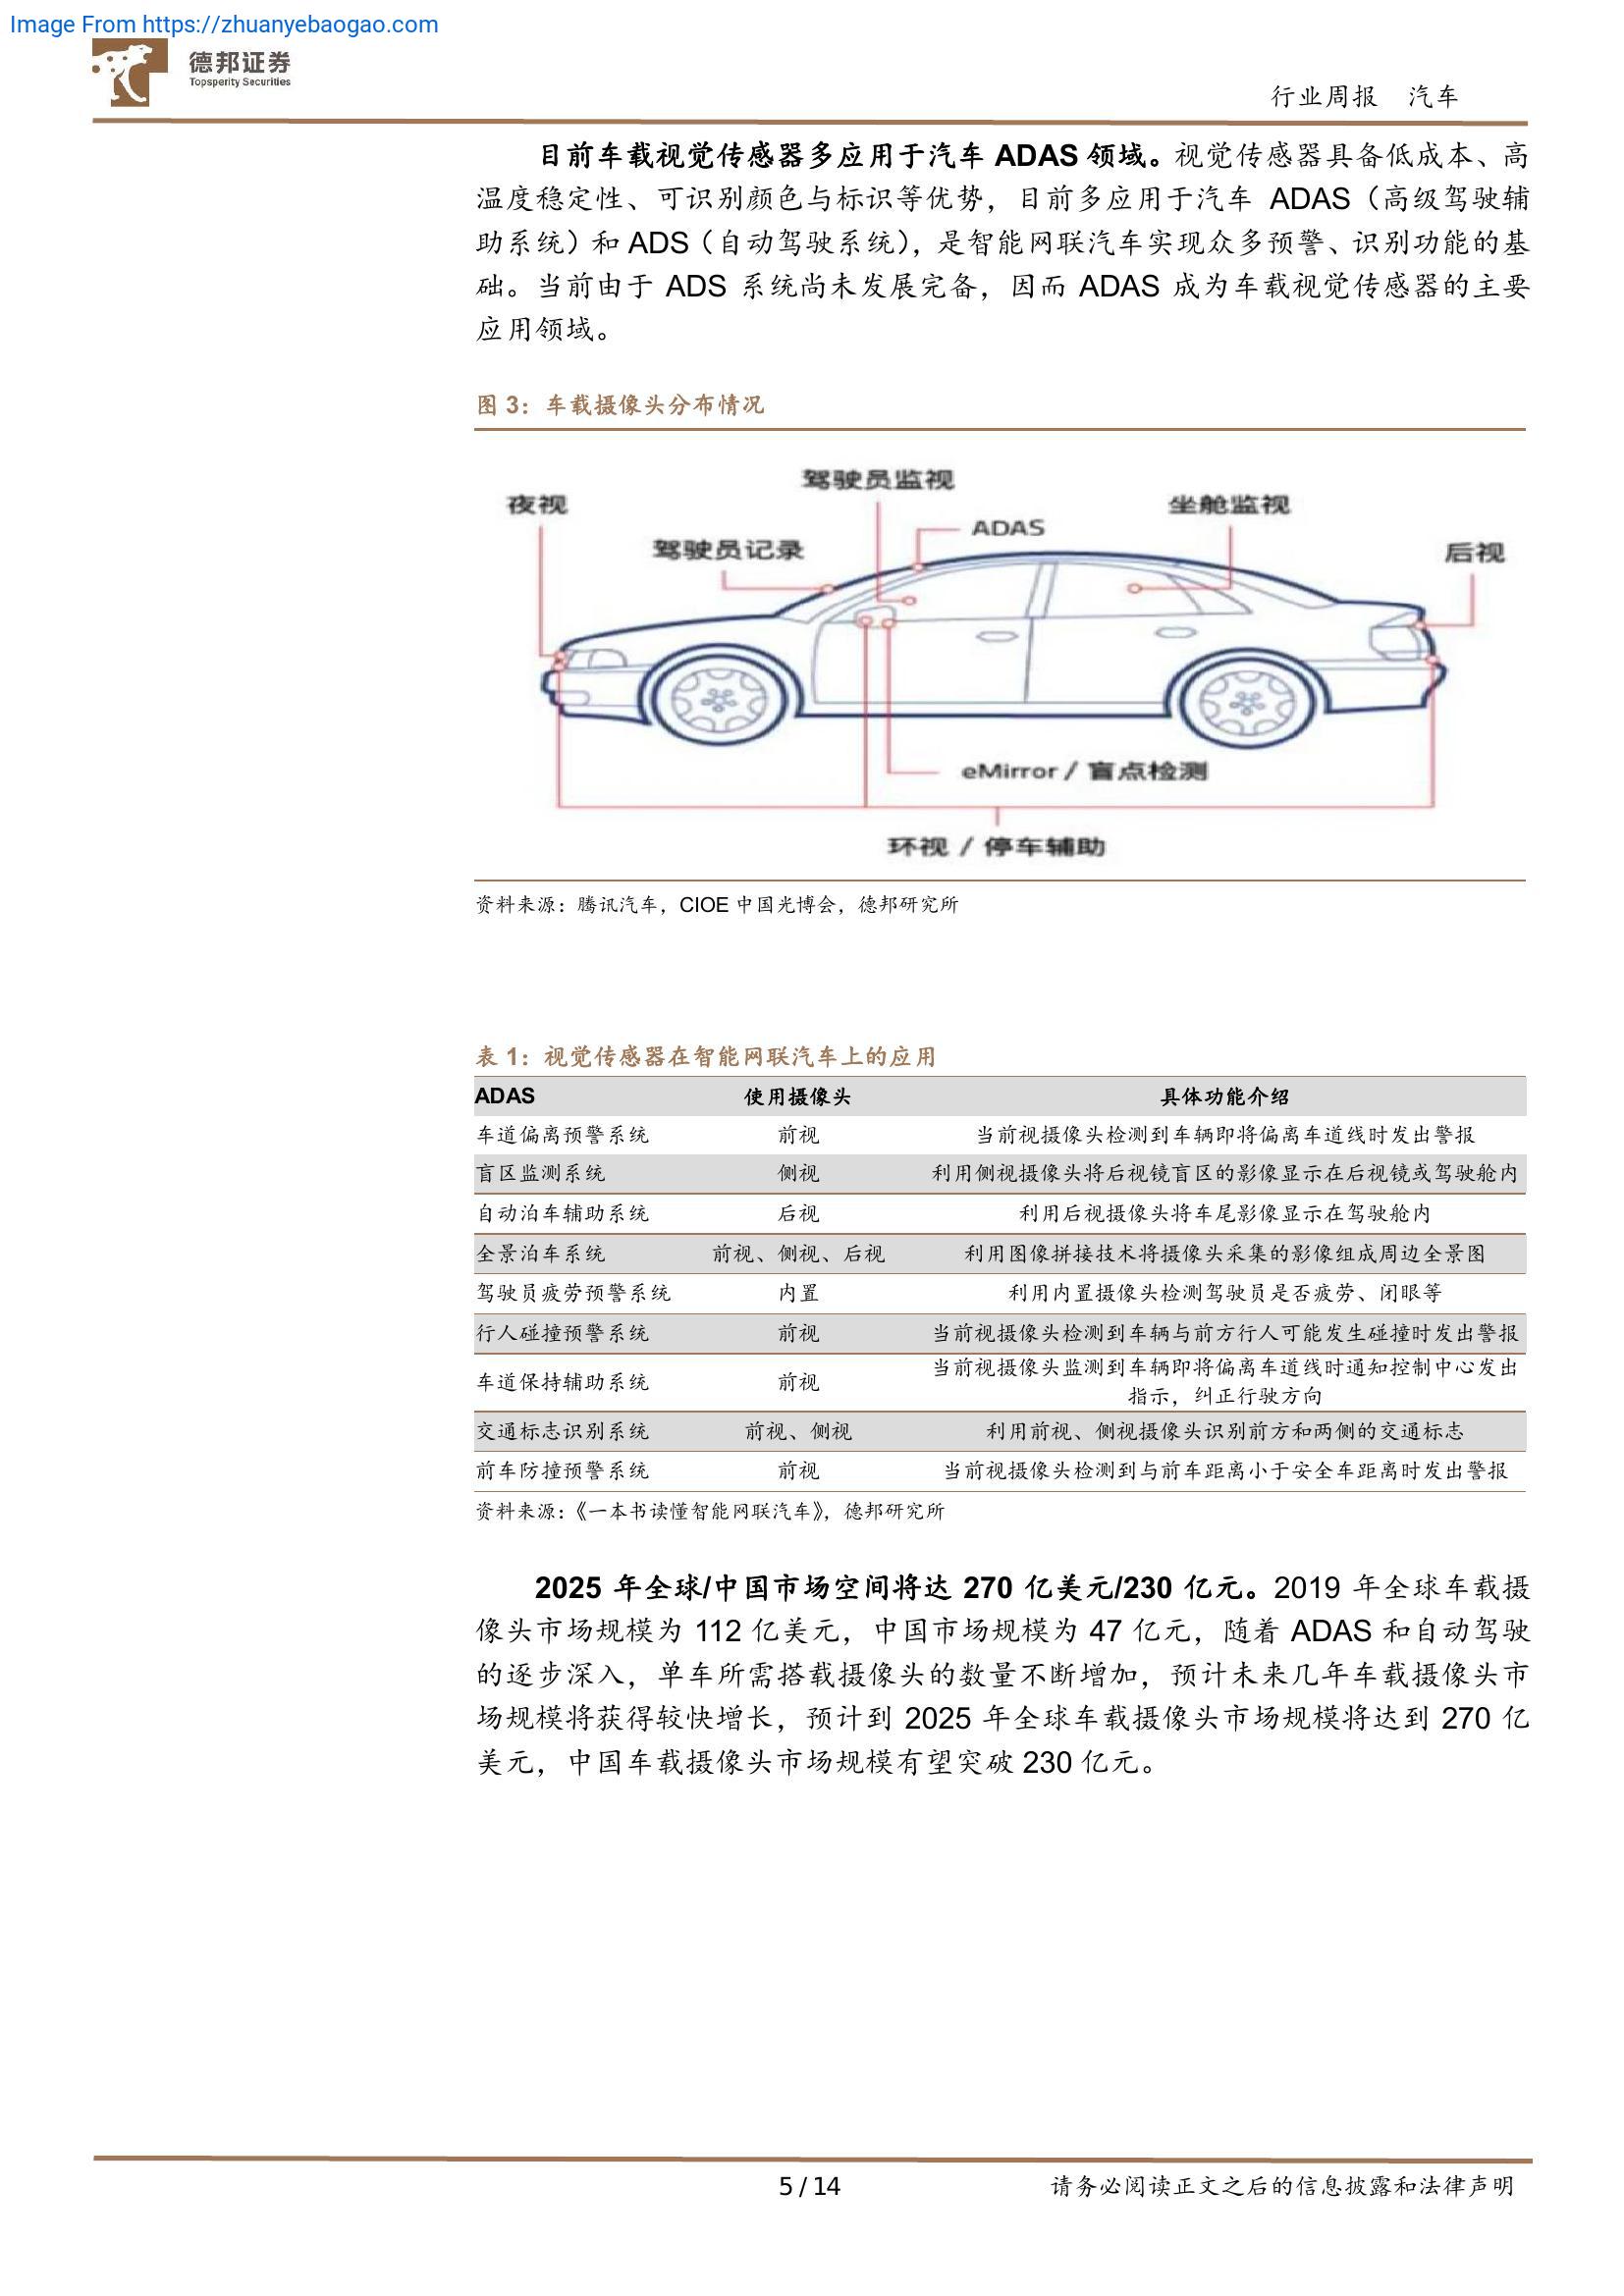 Image From https://zhuanyebaogao.com
德邦证券
Topsperity Securities
行业周报 汽车
目前车载视觉传感器多应用于汽车 ADAS 领域。视觉传感器具备低成本、高
温度稳定性、可识别颜色与标识等优势，目前多应用于汽车 ADAS（高级驾驶辅
助系统）和 ADS（自动驾驶系统），是智能网联汽车实现众多预警、识别功能的基
础。当前由于 ADS 系统尚未发展完备，因而 ADAS 成为车载视觉传感器的主要
应用领域。
图 3：车载摄像头分布情况
驾驶员监视
夜视
坐舱监视
ADAS
驾驶员记录
后视
eMirror / 盲点检测
环视 / 停车辅助
资料来源：腾讯汽车，CIOE 中国光博会，德邦研究所
表 1：视觉传感器在智能网联汽车上的应用
ADAS 使用摄像头 具体功能介绍
车道偏离预警系统 前视 当前视摄像头检测到车辆即将偏离车道线时发出警报
盲区监测系统 侧视 利用侧视摄像头将后视镜盲区的影像显示在后视镜或驾驶舱内
自动泊车辅助系统 后视 利用后视摄像头将车尾影像显示在驾驶舱内
全景泊车系统 前视、侧视、后视 利用图像拼接技术将摄像头采集的影像组成周边全景图
驾驶员疲劳预警系统 内置 利用内置摄像头检测驾驶员是否疲劳、闭眼等
行人碰撞预警系统 前视 当前视摄像头检测到车辆与前方行人可能发生碰撞时发出警报
车道保持辅助系统 前视 当前视摄像头监测到车辆即将偏离车道线时通知控制中心发出
指示，纠正行驶方向
交通标志识别系统 前视、侧视 利用前视、侧视摄像头识别前方和两侧的交通标志
前车防撞预警系统 前视 当前视摄像头检测到与前车距离小于安全车距离时发出警报
资料来源：《一本书读懂智能网联汽车》，德邦研究所
2025 年全球/中国市场空间将达 270 亿美元/230 亿元。2019 年全球车载摄
像头市场规模为 112 亿美元，中国市场规模为 47 亿元，随着 ADAS 和自动驾驶
的逐步深入，单车所需搭载摄像头的数量不断增加，预计未来几年车载摄像头市
场规模将获得较快增长，预计到 2025 年全球车载摄像头市场规模将达到 270 亿
美元，中国车载摄像头市场规模有望突破 230 亿元。
5 / 14
请务必阅读正文之后的信息披露和法律声明